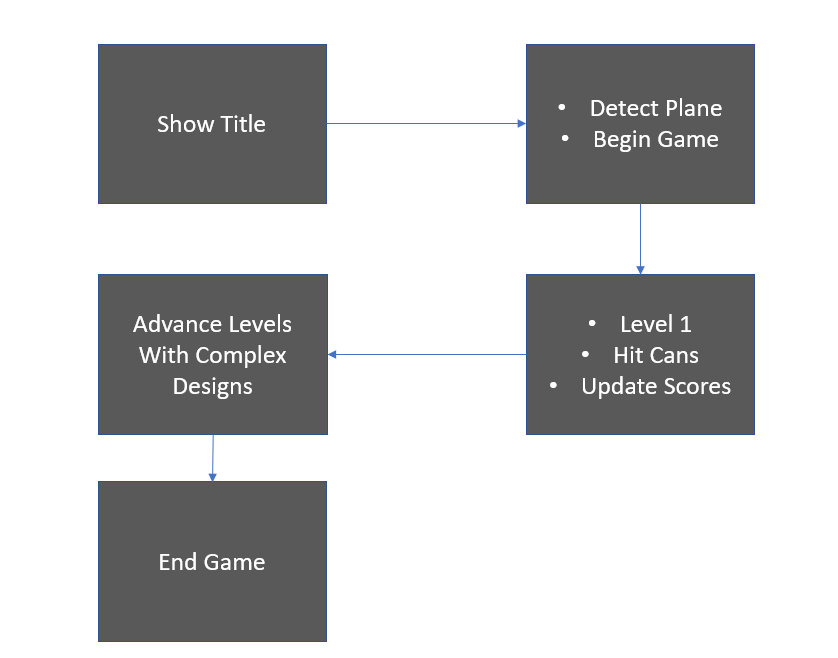 Show Title
• Detect Plane
• Begin Game
• Level 1
• Hit Cans
• Update Scores
Advance Levels
With Complex
Designs
End Game